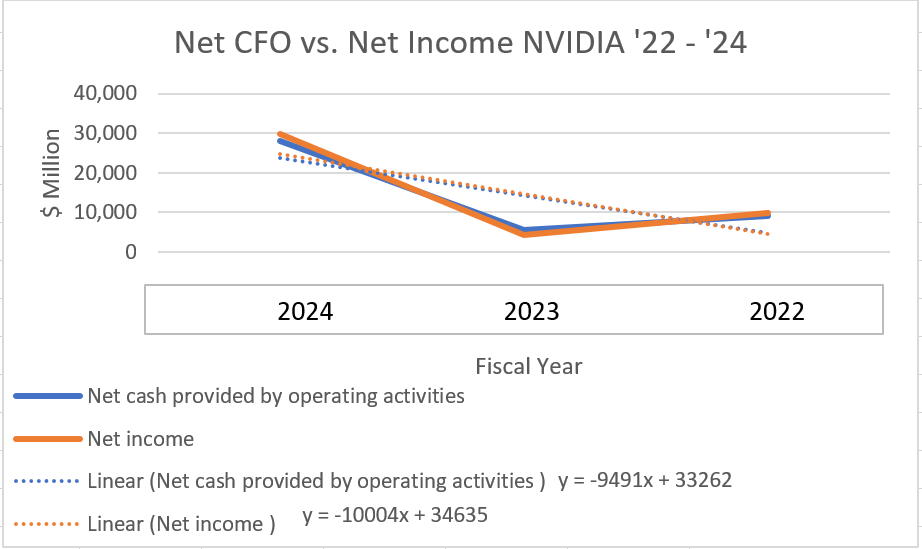 Net CFO vs. Net Income NVIDIA '22 - '24
$ Million
40,000
30,000
20,000
10,000
0
2024 2023 2022
Fiscal Year
Net cash provided by operating activities
Net income
Linear (Net cash provided by operating activities ) y = -9491x + 33262
Linear (Net income ) y = -10004x + 34635